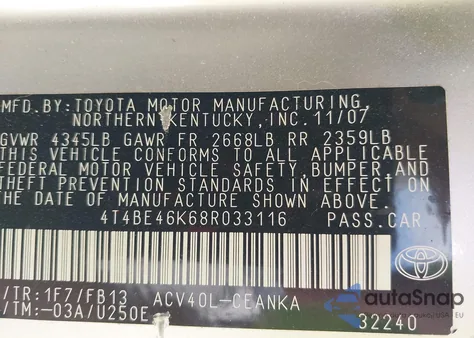 MFD. BY: TOYOTA MOTOR MANUFACTURING,
NORTHERN KENTUCKY, INC. 11/07
GVWR 4345LB GAWR FR 2668LB RR 2359LB
THIS VEHICLE CONFORMS TO ALL APPLICABLE
FEDERAL MOTOR VEHICLE SAFETY, BUMPER, AND
THEFT PREVENTION STANDARDS IN EFFECT ON
THE DATE OF MANUFACTURE SHOWN ABOVE.
4T4BE46K68R033116 PASS. CAR
/TR: 1F7/FB13 ACV40L-CEANKA
/TM: -03A/U250E 32240
autoSnap
EU